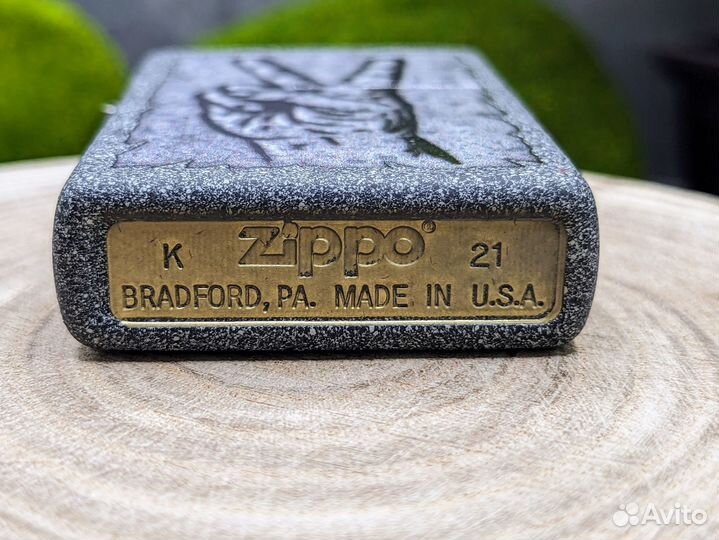 K Zippo® 21
BRADFORD, PA. MADE IN U.S.A.
Avito